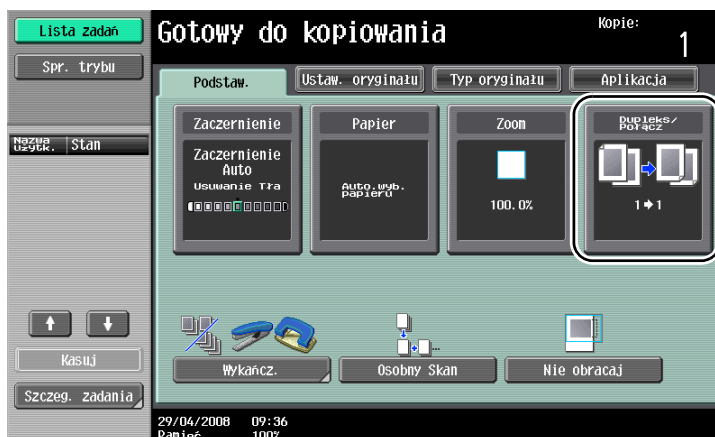 Lista zadań
Spr. trybu
Nazwa użytk.
Stan
Kasuj
Szczeg. zadania
Gotowy do kopiowania
Kopie:
1
Podstaw.
Ustaw. oryginału
Typ oryginału
Aplikacja
Zaczernienie
Zaczernienie
Auto
Usuwanie Tła
Papier
Auto.wyb.
papieru
Zoom
100.0%
Dupleks/
Połącz
1➜1
Wykańcz.
Osobny Skan
Nie obracaj
29/04/2008 09:36
Pamięć 100%